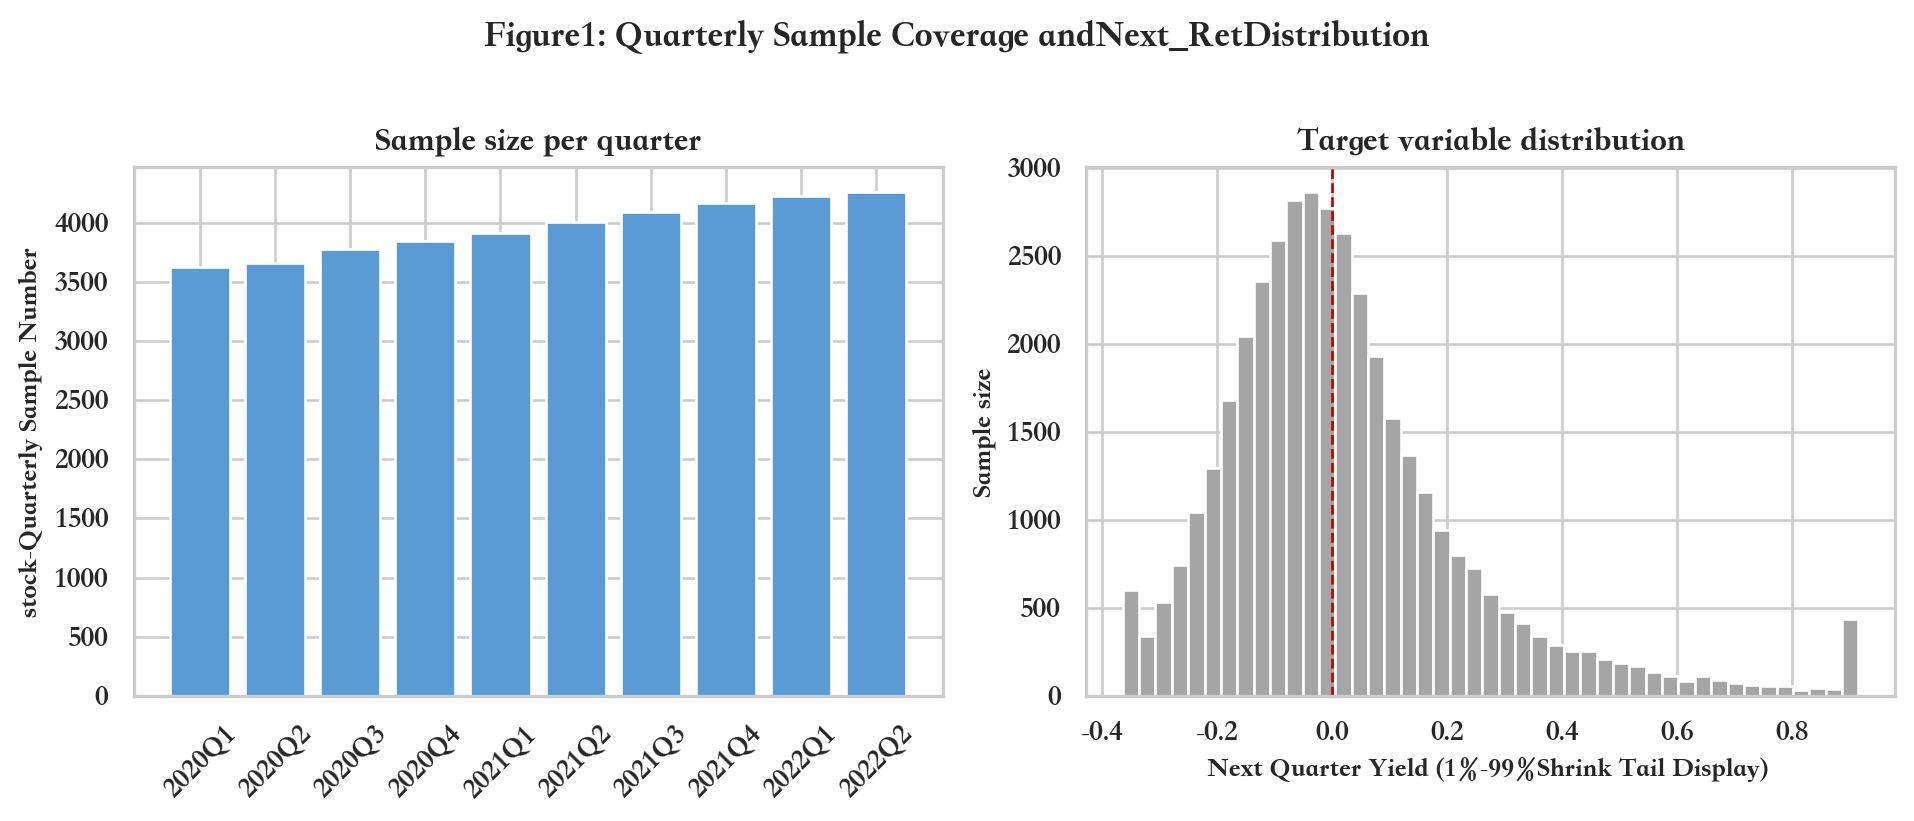 Figure1: Quarterly Sample Coverage andNext_RetDistribution
Sample size per quarter
stock-Quarterly Sample Number
4000
3500
3000
2500
2000
1500
1000
500
0
2020Q1
2020Q2
2020Q3
2020Q4
2021Q1
2021Q2
2021Q3
2021Q4
2022Q1
2022Q2
Target variable distribution
Sample size
3000
2500
2000
1500
1000
500
0
-0.4
-0.2
0.0
0.2
0.4
0.6
0.8
Next Quarter Yield (1%-99%Shrink Tail Display)